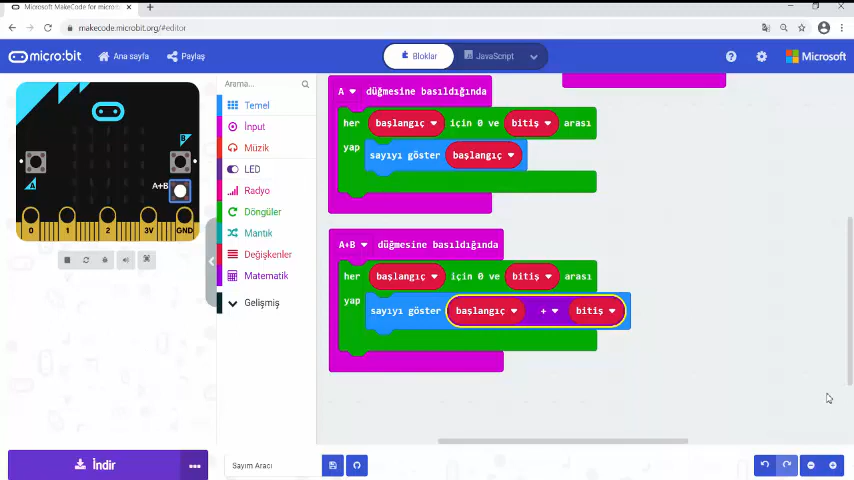 Microsoft MakeCode for micro:bit
makecode.microbit.org/#editor
micro:bit
Ana sayfa
Paylaş
Bloklar
JavaScript
Microsoft
Arama...
Temel
İnput
Müzik
LED
Radyo
Döngüler
Mantık
Değişkenler
Matematik
Gelişmiş
A
B
A+B
0 1 2 3V GND
A düğmesine basıldığında
her başlangıç için 0 ve bitiş arası
yap sayıyı göster başlangıç
A+B düğmesine basıldığında
her başlangıç için 0 ve bitiş arası
yap sayıyı göster başlangıç + bitiş
İndir
Sayım Aracı